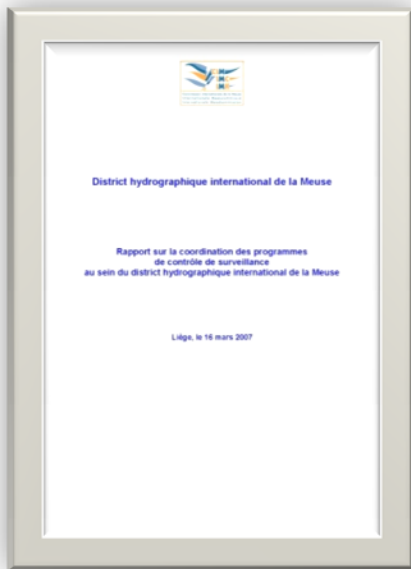 District hydrographique international de la Meuse
Rapport sur la coordination des programmes
de contrôle de surveillance
au sein du district hydrographique international de la Meuse
Liège, le 16 mars 2007